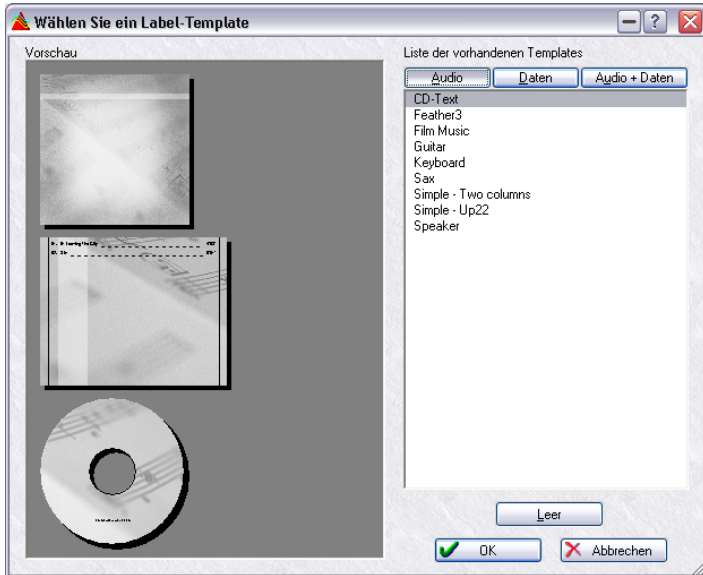 Wählen Sie ein Label-Template
Vorschau
Liste der vorhandenen Templates
Audio
Daten
Audio + Daten
CD-Text
Feather3
Film Music
Guitar
Keyboard
Sax
Simple - Two columns
Simple - Up22
Speaker
Leer
OK
Abbrechen